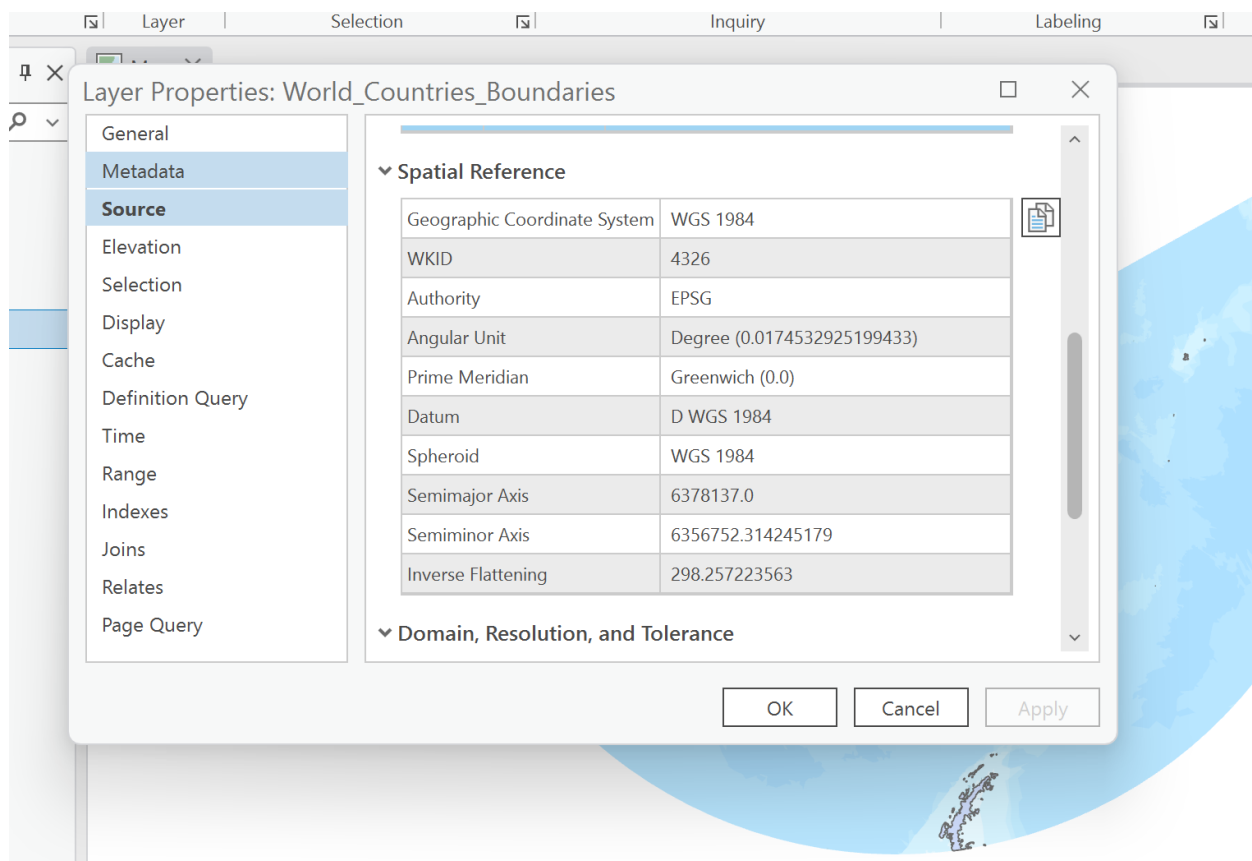 Layer
Selection
Inquiry
Labeling
Layer Properties: World_Countries_Boundaries
General
Metadata
Source
Elevation
Selection
Display
Cache
Definition Query
Time
Range
Indexes
Joins
Relates
Page Query
Spatial Reference
Geographic Coordinate System WGS 1984
WKID 4326
Authority EPSG
Angular Unit Degree (0.0174532925199433)
Prime Meridian Greenwich (0.0)
Datum D WGS 1984
Spheroid WGS 1984
Semimajor Axis 6378137.0
Semiminor Axis 6356752.314245179
Inverse Flattening 298.257223563
Domain, Resolution, and Tolerance
OK
Cancel
Apply